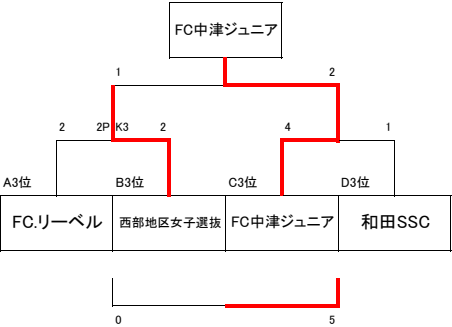 FC中津ジュニア
1 2
2 2PK3 2 4 1
A3位 B3位 C3位 D3位
FC.リーベル 西部地区女子選抜 FC中津ジュニア 和田SSC
0 5